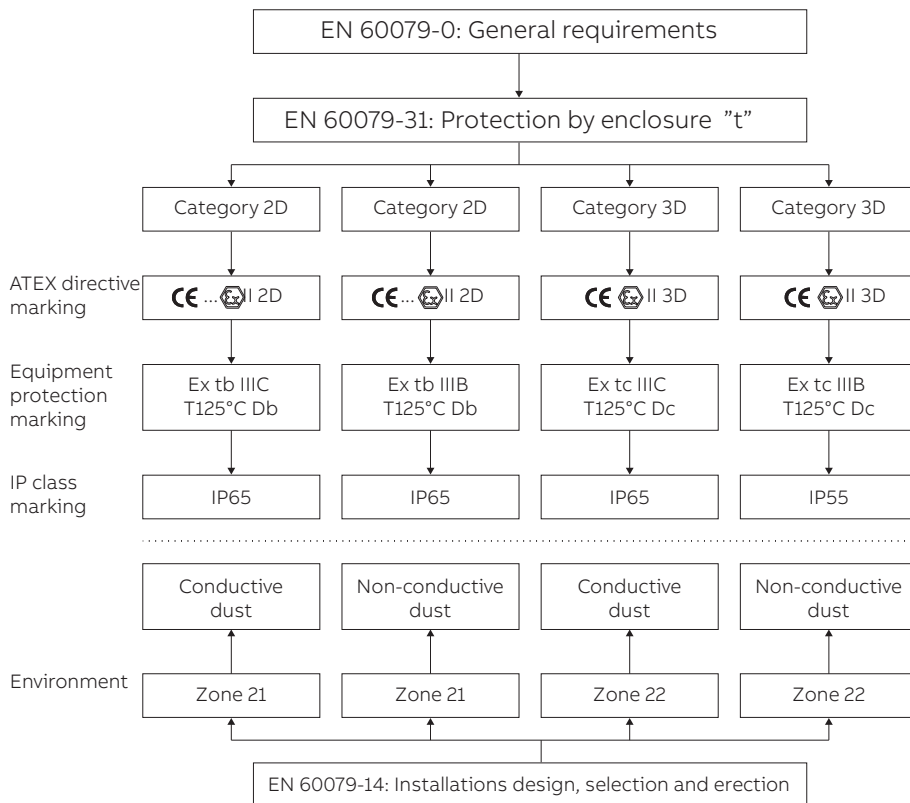 EN 60079-0: General requirements
EN 60079-31: Protection by enclosure ”t”
Category 2D
Category 2D
Category 3D
Category 3D
ATEX directive
marking
CE ... Ex II 2D
CE ... Ex II 2D
CE Ex II 3D
CE Ex II 3D
Equipment
protection
marking
Ex tb IIIC
T125°C Db
Ex tb IIIB
T125°C Db
Ex tc IIIC
T125°C Dc
Ex tc IIIB
T125°C Dc
IP class
marking
IP65
IP65
IP65
IP55
Conductive
dust
Non-conductive
dust
Conductive
dust
Non-conductive
dust
Environment
Zone 21
Zone 21
Zone 22
Zone 22
EN 60079-14: Installations design, selection and erection